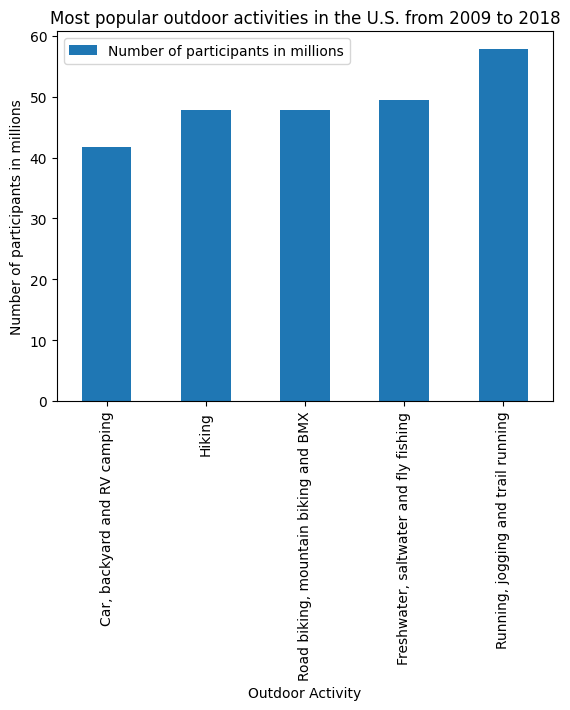 Most popular outdoor activities in the U.S. from 2009 to 2018
Number of participants in millions
Number of participants in millions
60
50
40
30
20
10
0
Car, backyard and RV camping
Hiking
Road biking, mountain biking and BMX
Freshwater, saltwater and fly fishing
Running, jogging and trail running
Outdoor Activity